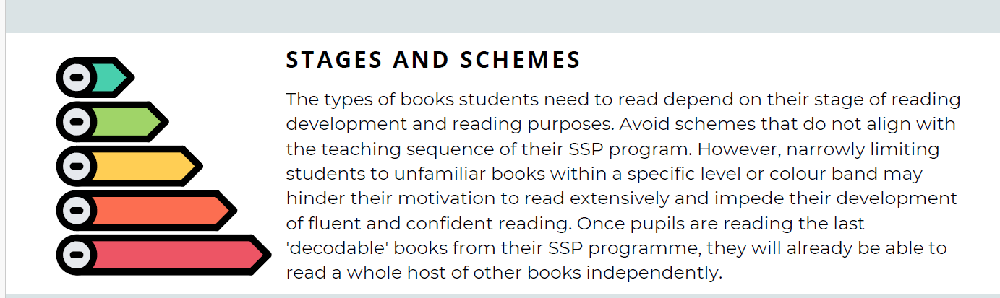 STAGES AND SCHEMES
The types of books students need to read depend on their stage of reading
development and reading purposes. Avoid schemes that do not align with
the teaching sequence of their SSP program. However, narrowly limiting
students to unfamiliar books within a specific level or colour band may
hinder their motivation to read extensively and impede their development
of fluent and confident reading. Once pupils are reading the last
'decodable' books from their SSP programme, they will already be able to
read a whole host of other books independently.